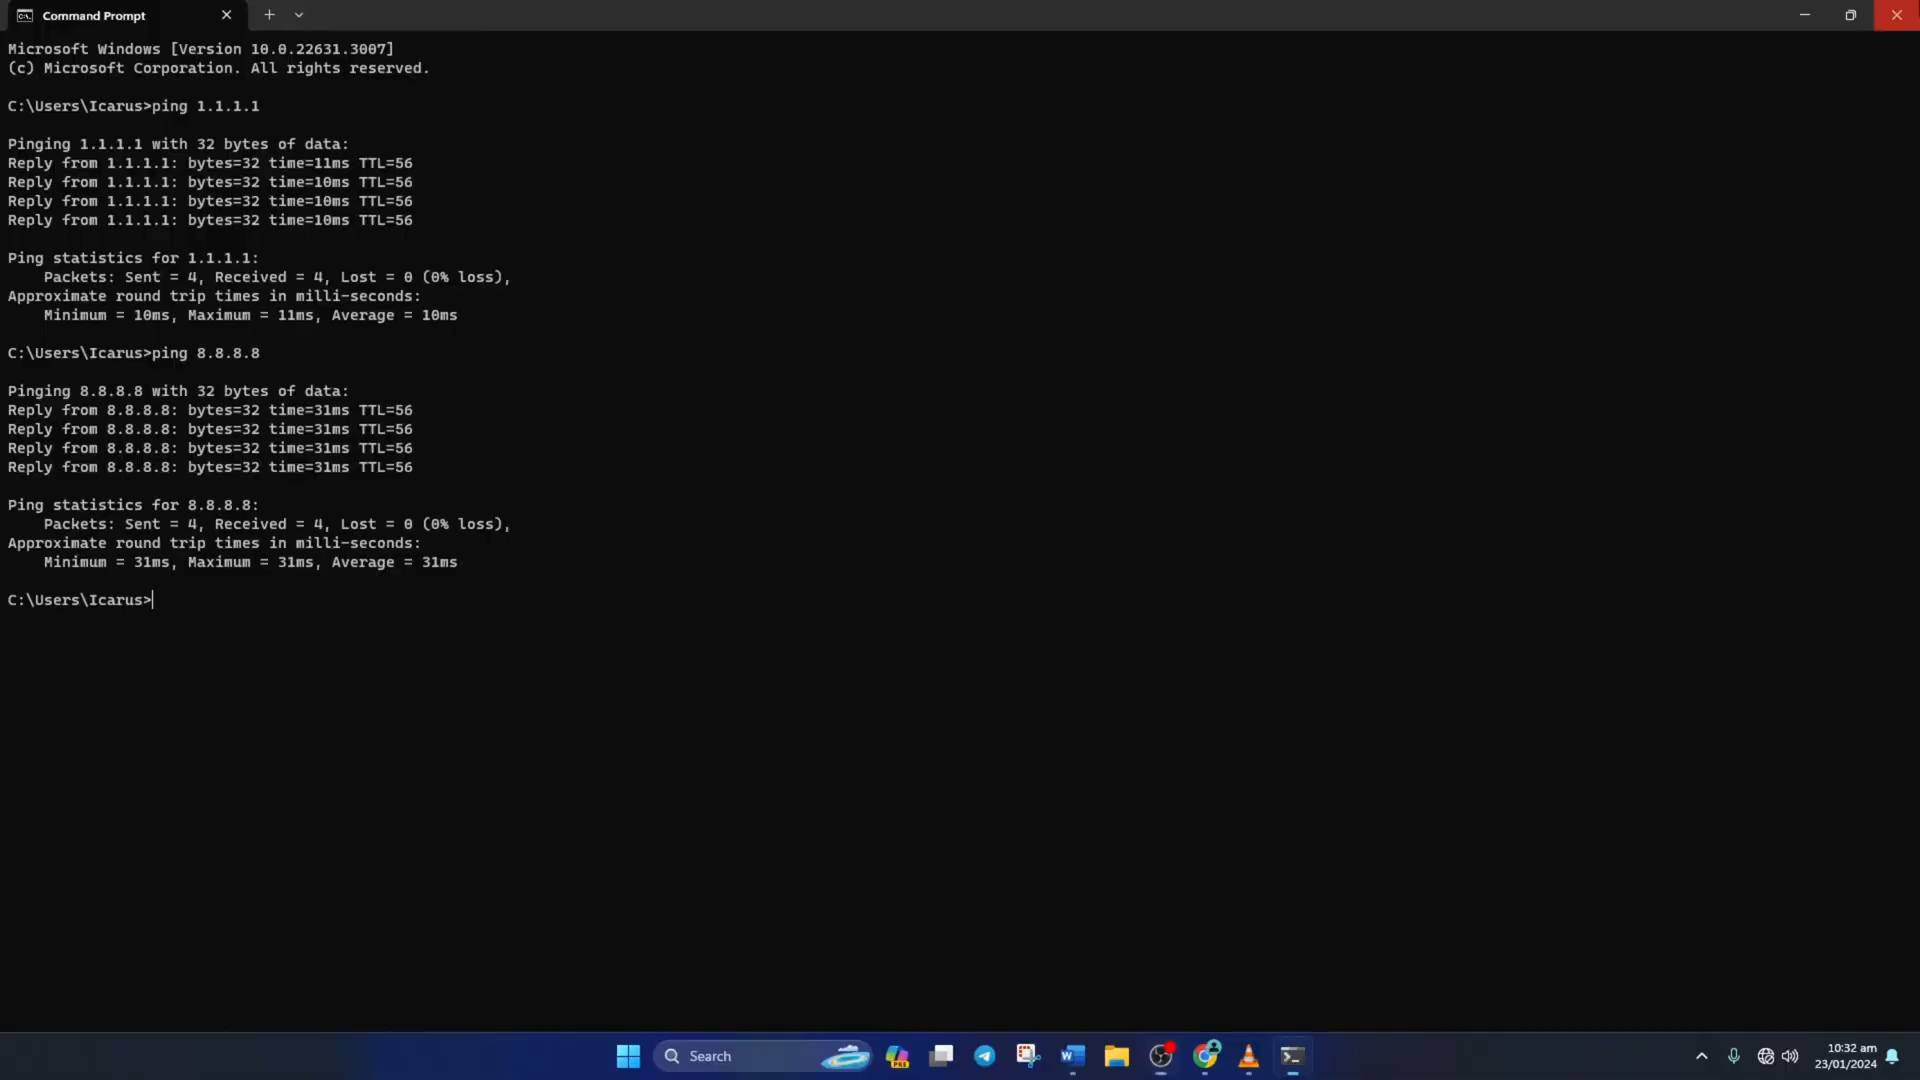 Command Prompt
Microsoft Windows [Version 10.0.22631.3007]
(c) Microsoft Corporation. All rights reserved.
C:\Users\Icarus>ping 1.1.1.1
Pinging 1.1.1.1 with 32 bytes of data:
Reply from 1.1.1.1: bytes=32 time=11ms TTL=56
Reply from 1.1.1.1: bytes=32 time=10ms TTL=56
Reply from 1.1.1.1: bytes=32 time=10ms TTL=56
Reply from 1.1.1.1: bytes=32 time=10ms TTL=56
Ping statistics for 1.1.1.1:
    Packets: Sent = 4, Received = 4, Lost = 0 (0% loss),
Approximate round trip times in milli-seconds:
    Minimum = 10ms, Maximum = 11ms, Average = 10ms
C:\Users\Icarus>ping 8.8.8.8
Pinging 8.8.8.8 with 32 bytes of data:
Reply from 8.8.8.8: bytes=32 time=31ms TTL=56
Reply from 8.8.8.8: bytes=32 time=31ms TTL=56
Reply from 8.8.8.8: bytes=32 time=31ms TTL=56
Reply from 8.8.8.8: bytes=32 time=31ms TTL=56
Ping statistics for 8.8.8.8:
    Packets: Sent = 4, Received = 4, Lost = 0 (0% loss),
Approximate round trip times in milli-seconds:
    Minimum = 31ms, Maximum = 31ms, Average = 31ms
C:\Users\Icarus>
Search
PRE
10:32 am
23/01/2024